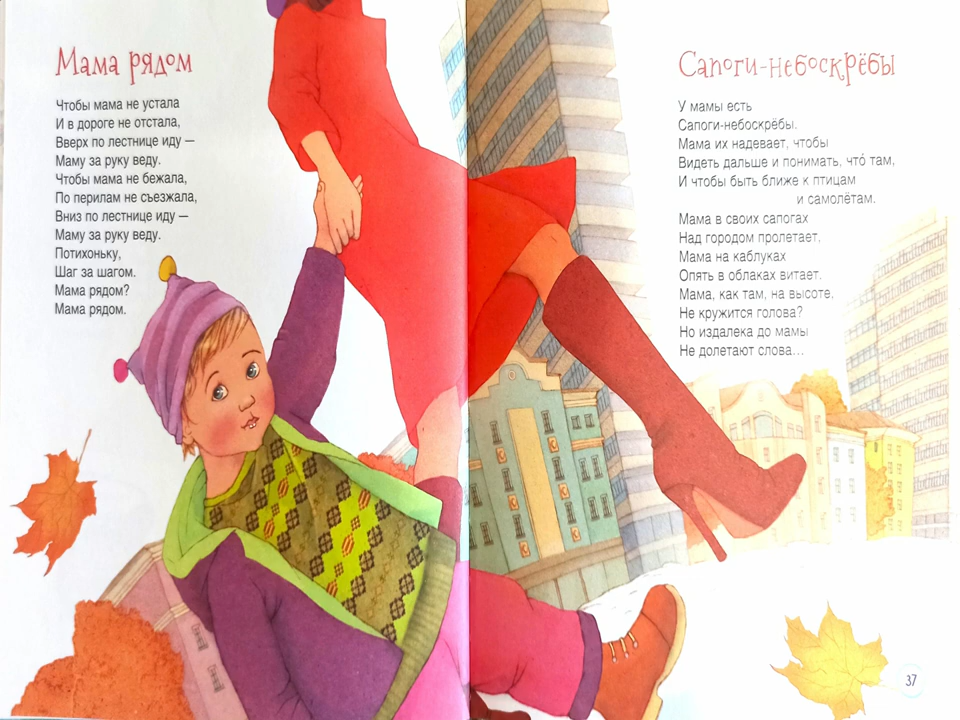 Мама рядом
Чтобы мама не устала
И в дороге не отстала,
Вверх по лестнице иду —
Маму за руку веду.
Чтобы мама не бежала,
По перилам не съезжала,
Вниз по лестнице иду —
Маму за руку веду.
Потихоньку,
Шаг за шагом.
Мама рядом?
Мама рядом.
Сапоги-небоскрёбы
У мамы есть
Сапоги-небоскрёбы.
Мама их надевает, чтобы
Видеть дальше и понимать, что́ там,
И чтобы быть ближе к птицам
и самолётам.
Мама в своих сапогах
Над городом пролетает,
Мама на каблуках
Опять в облаках витает.
Мама, как там, на высоте,
Не кружится голова?
Но издалека до мамы
Не долетают слова...
37